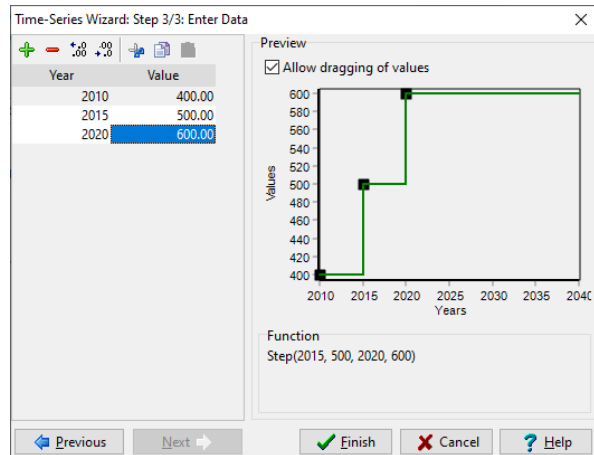 Time-Series Wizard: Step 3/3: Enter Data
Year Value
2010 400.00
2015 500.00
2020 600.00
Preview
Allow dragging of values
600
580
560
540
520
500
480
460
440
420
400
Values
2010 2015 2020 2025 2030 2035 2040
Years
Function
Step(2015, 500, 2020, 600)
Previous Next Finish Cancel Help